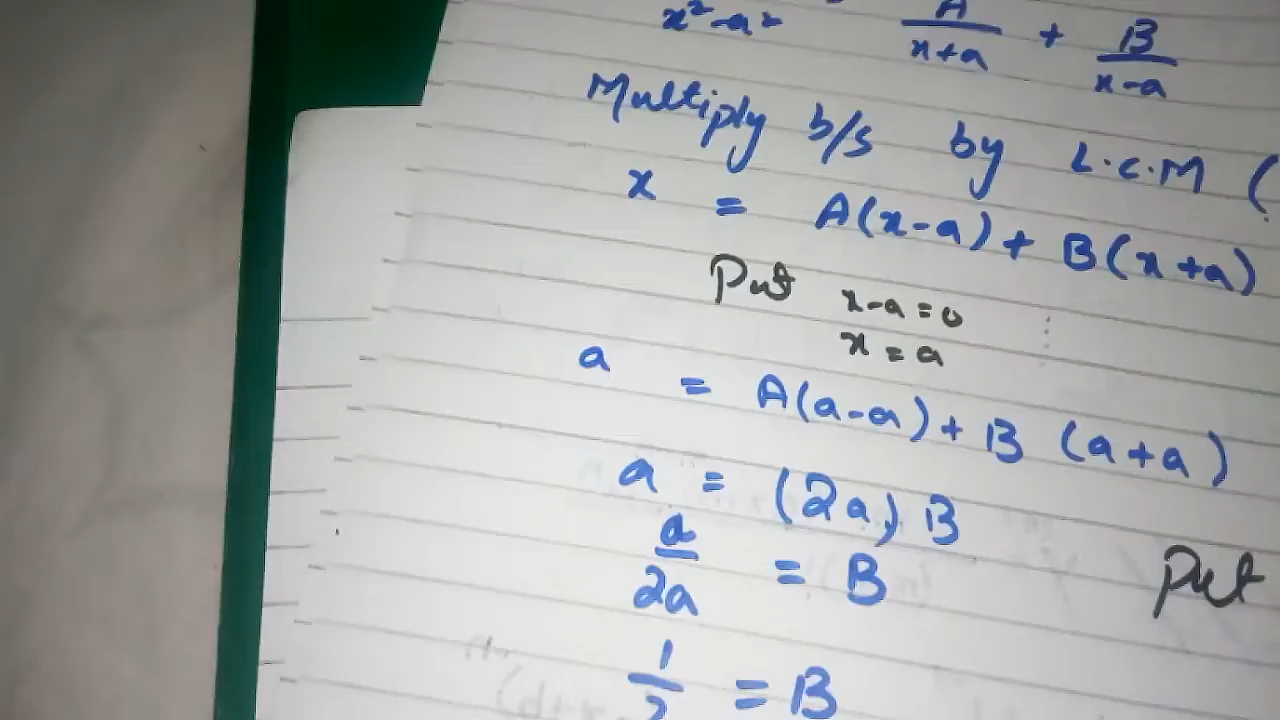 x²-a² A/x+a + B/x-a
Multiply b/s by L.C.M (
x = A(x-a) + B(x+a)
Put x-a=0
x = a
a = A(a-a) + B (a+a)
a = (2a) B
a/2a = B
Put
1/2 = B